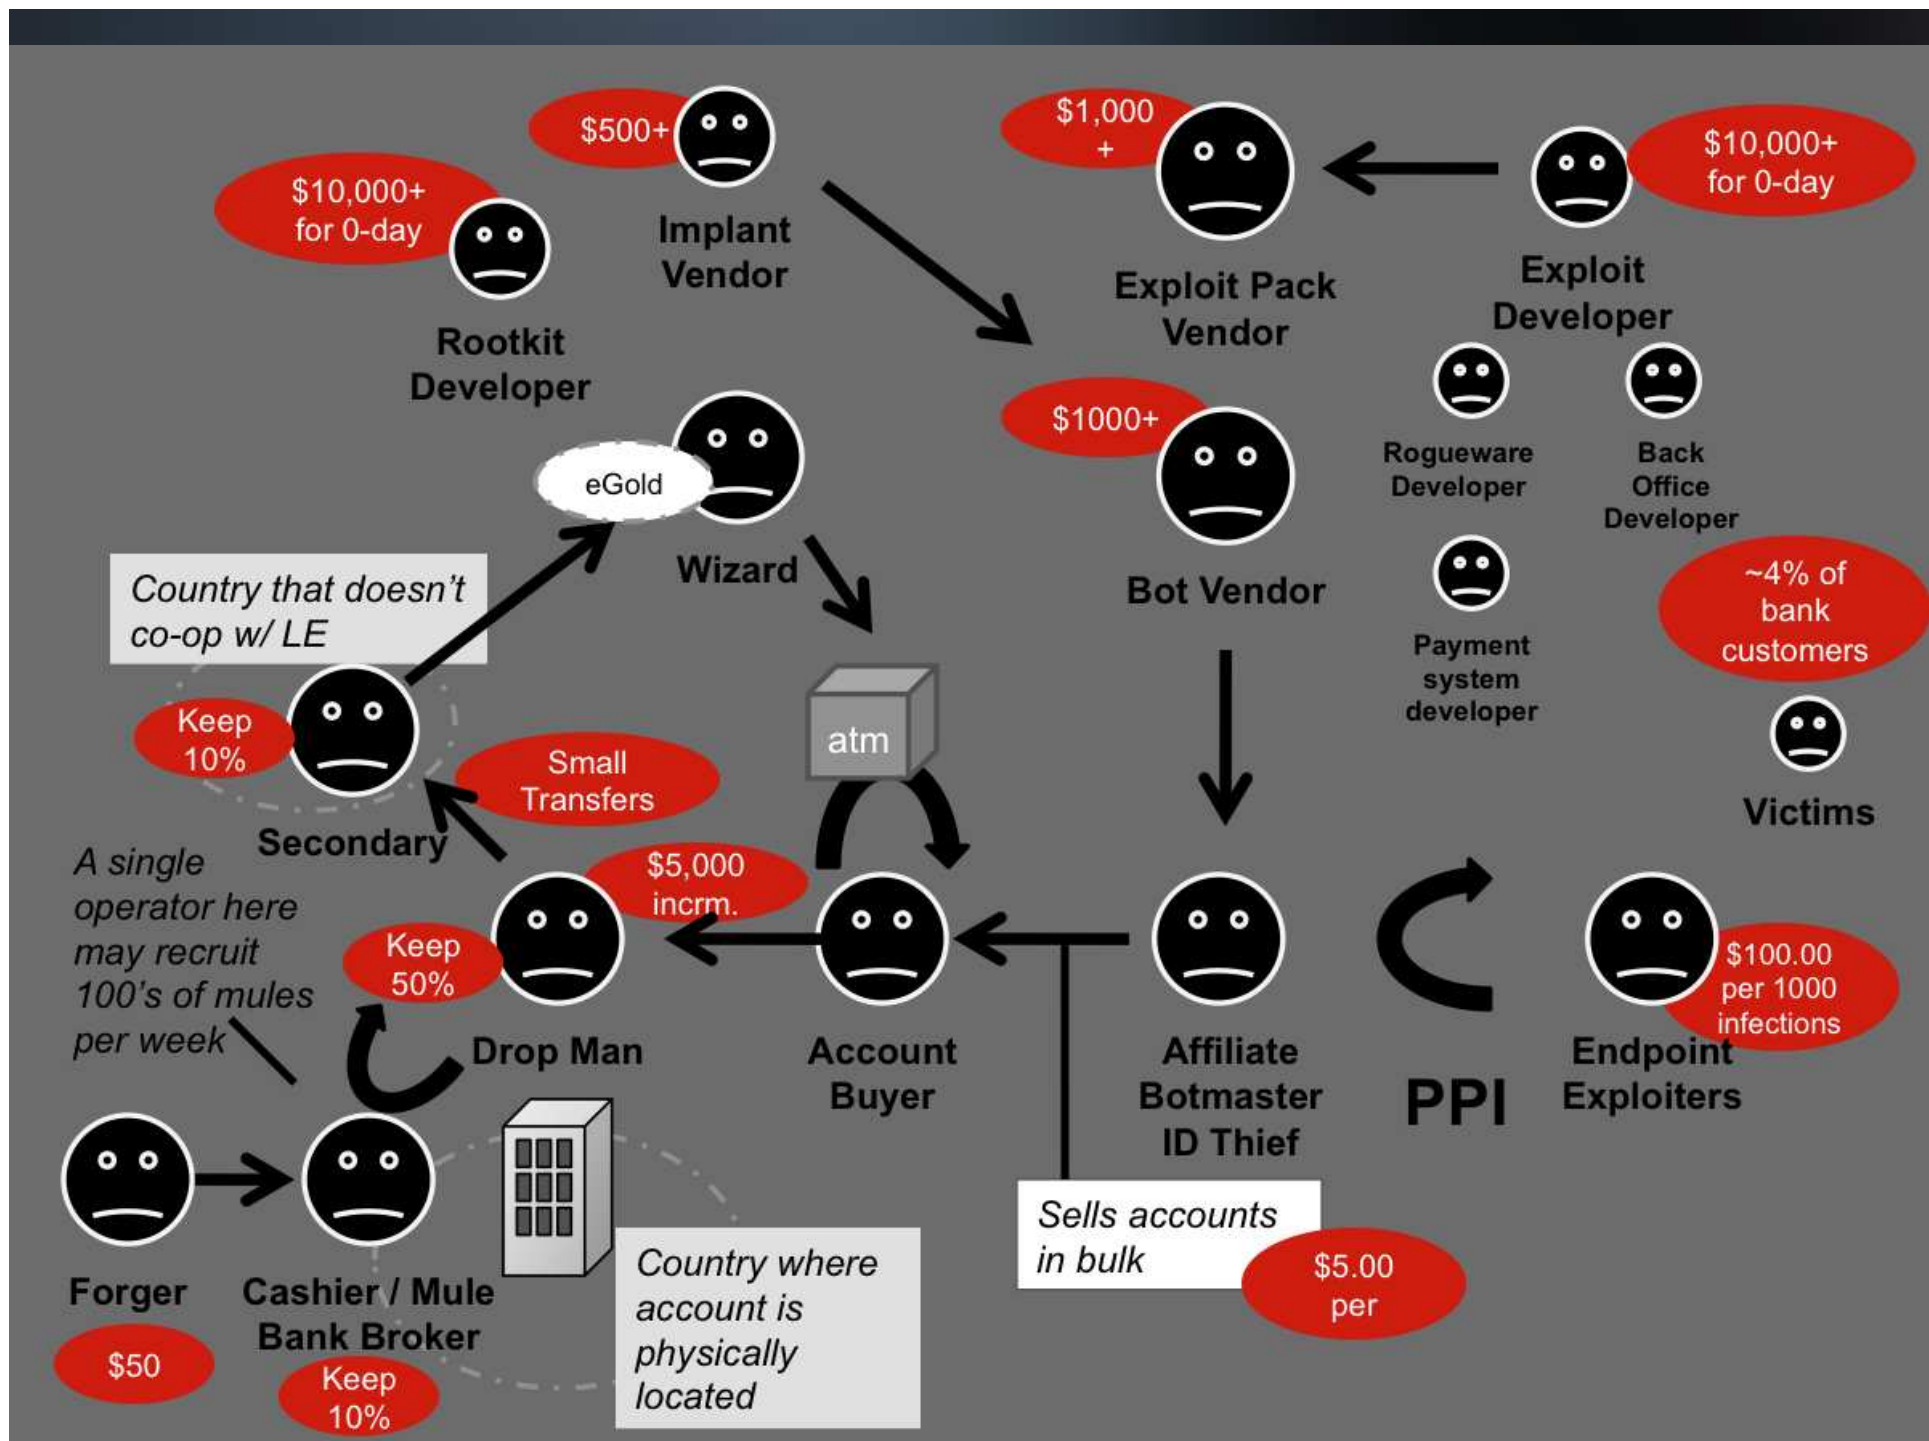 $500+
$1,000
+
$10,000+
for 0-day
$10,000+
for 0-day
Implant
Vendor
Exploit Pack
Vendor
Exploit
Developer
Rootkit
Developer
$1000+
Rogueware
Developer
Back
Office
Developer
eGold
Wizard
Bot Vendor
Country that doesn't
co-op w/ LE
~4% of
bank
customers
Payment
system
developer
Keep
10%
Small
Transfers
atm
Victims
Secondary
A single
operator here
may recruit
100's of mules
per week
$5,000
incrm.
Keep
50%
$100.00
per 1000
infections
Drop Man
Account
Buyer
Affiliate
Botmaster
ID Thief
PPI
Endpoint
Exploiters
Sells accounts
in bulk
$5.00
per
Forger
$50
Cashier / Mule
Bank Broker
Keep
10%
Country where
account is
physically
located